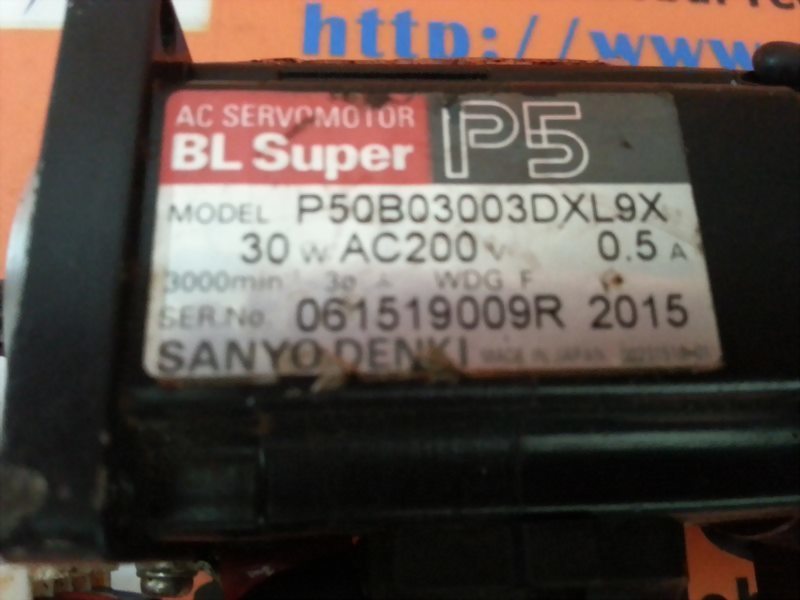 http://www.
AC SERVOMOTOR
BL Super P5
MODEL P50B03003DXL9X
30 W AC200 V 0.5 A
3000min 3ø WDG F
SER.No. 061519009R 2015
SANYO DENKI MADE IN JAPAN